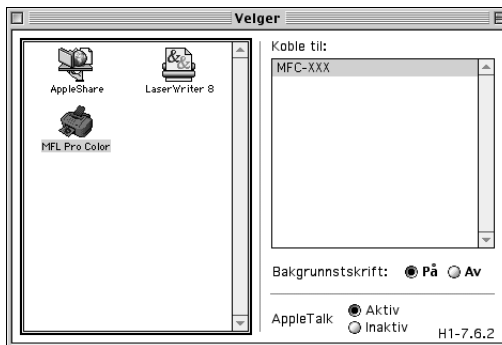 Velger
AppleShare
LaserWriter 8
MFL Pro Color
Koble til:
MFC-XXX
Bakgrunnstskrift: På Av
AppleTalk
Aktiv
Inaktiv
H1-7.6.2